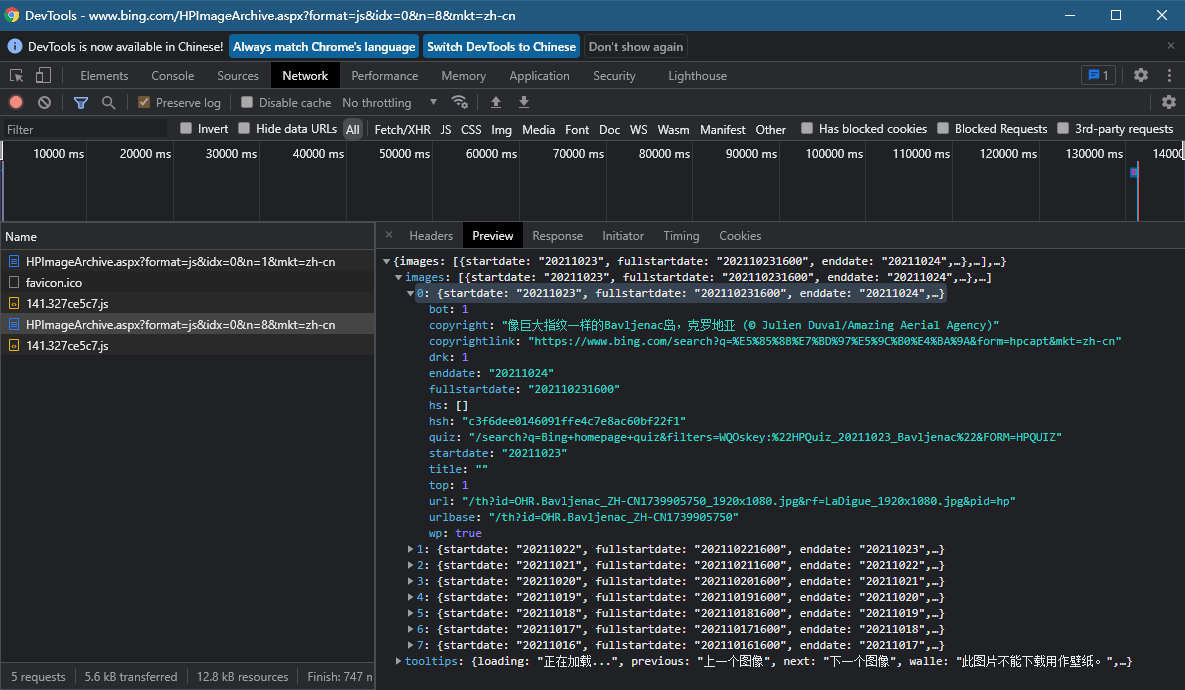 DevTools - www.bing.com/HPImageArchive.aspx?format=js&idx=0&n=8&mkt=zh-cn
DevTools is now available in Chinese! Always match Chrome's language Switch DevTools to Chinese Don't show again
Elements Console Sources Network Performance Memory Application Security Lighthouse 1
Preserve log Disable cache No throttling
Filter Invert Hide data URLs All Fetch/XHR JS CSS Img Media Font Doc WS Wasm Manifest Other Has blocked cookies Blocked Requests 3rd-party requests
10000 ms 20000 ms 30000 ms 40000 ms 50000 ms 60000 ms 70000 ms 80000 ms 90000 ms 100000 ms 110000 ms 120000 ms 130000 ms 14000
Name
HPImageArchive.aspx?format=js&idx=0&n=1&mkt=zh-cn
favicon.ico
141.327ce5c7.js
HPImageArchive.aspx?format=js&idx=0&n=8&mkt=zh-cn
141.327ce5c7.js
5 requests 5.6 kB transferred 12.8 kB resources Finish: 747 n
Headers Preview Response Initiator Timing Cookies
{images: [{startdate: "20211023", fullstartdate: "202110231600", enddate: "20211024",…},…],…}
images: [{startdate: "20211023", fullstartdate: "202110231600", enddate: "20211024",…},…]
0: {startdate: "20211023", fullstartdate: "202110231600", enddate: "20211024",…}
bot: 1
copyright: "像巨大指纹一样的Bavljenac岛，克罗地亚 (© Julien Duval/Amazing Aerial Agency)"
copyrightlink: "https://www.bing.com/search?q=%E5%85%8B%E7%BD%97%E5%9C%B0%E4%BA%9A&form=hpcapt&mkt=zh-cn"
drk: 1
enddate: "20211024"
fullstartdate: "202110231600"
hs: []
hsh: "c3f6dee0146091ffe4c7e8ac60bf22f1"
quiz: "/search?q=Bing+homepage+quiz&filters=WQOskey:%22HPQuiz_20211023_Bavljenac%22&FORM=HPQUIZ"
startdate: "20211023"
title: ""
top: 1
url: "/th?id=OHR.Bavljenac_ZH-CN1739905750_1920x1080.jpg&rf=LaDigue_1920x1080.jpg&pid=hp"
urlbase: "/th?id=OHR.Bavljenac_ZH-CN1739905750"
wp: true
1: {startdate: "20211022", fullstartdate: "202110221600", enddate: "20211023",…}
2: {startdate: "20211021", fullstartdate: "202110211600", enddate: "20211022",…}
3: {startdate: "20211020", fullstartdate: "202110201600", enddate: "20211021",…}
4: {startdate: "20211019", fullstartdate: "202110191600", enddate: "20211020",…}
5: {startdate: "20211018", fullstartdate: "202110181600", enddate: "20211019",…}
6: {startdate: "20211017", fullstartdate: "202110171600", enddate: "20211018",…}
7: {startdate: "20211016", fullstartdate: "202110161600", enddate: "20211017",…}
tooltips: {loading: "正在加载...", previous: "上一个图像", next: "下一个图像", walle: "此图片不能下载用作壁纸。",…}